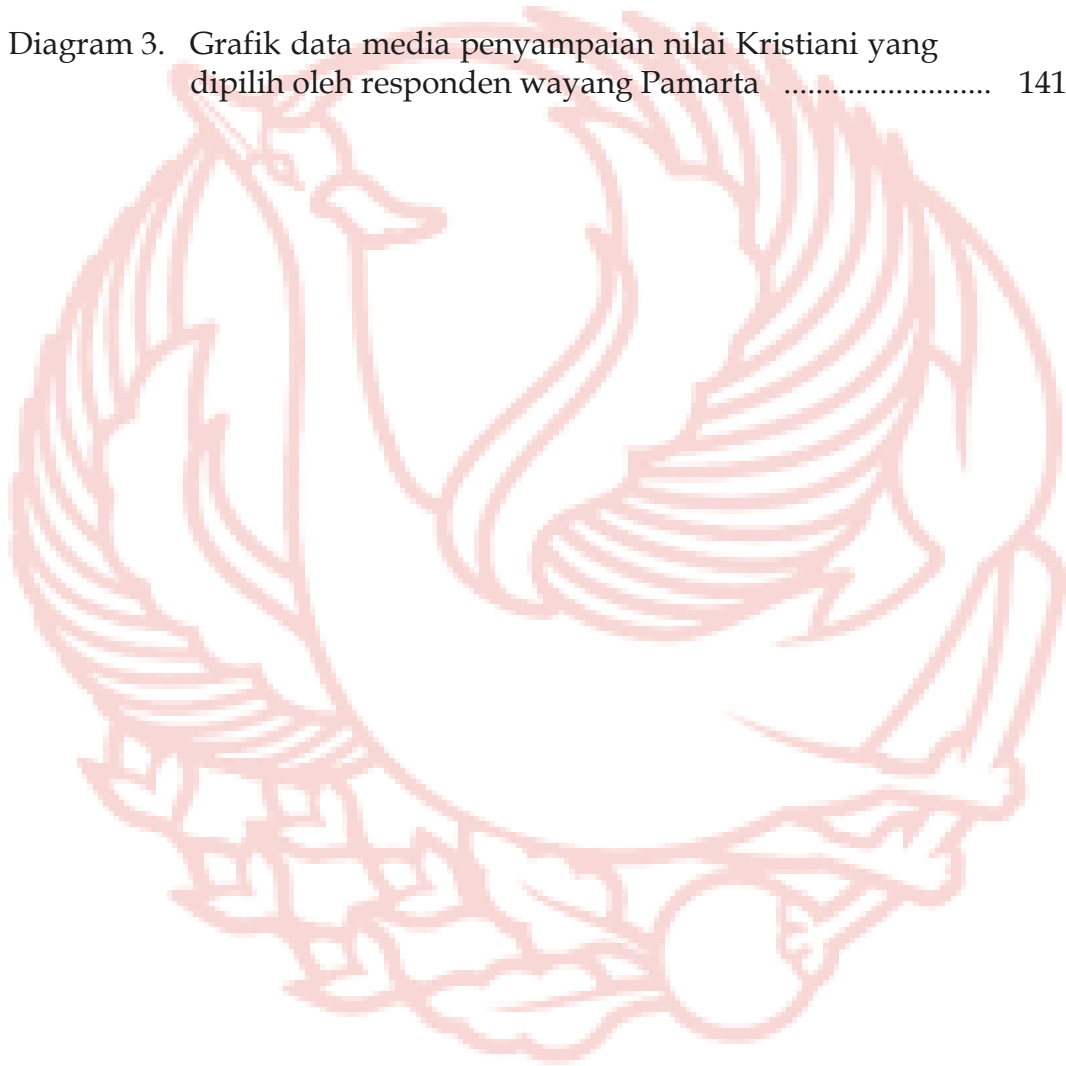 Diagram 3. Grafik data media penyampaian nilai Kristiani yang
dipilih oleh responden wayang Pamarta ......................... 141